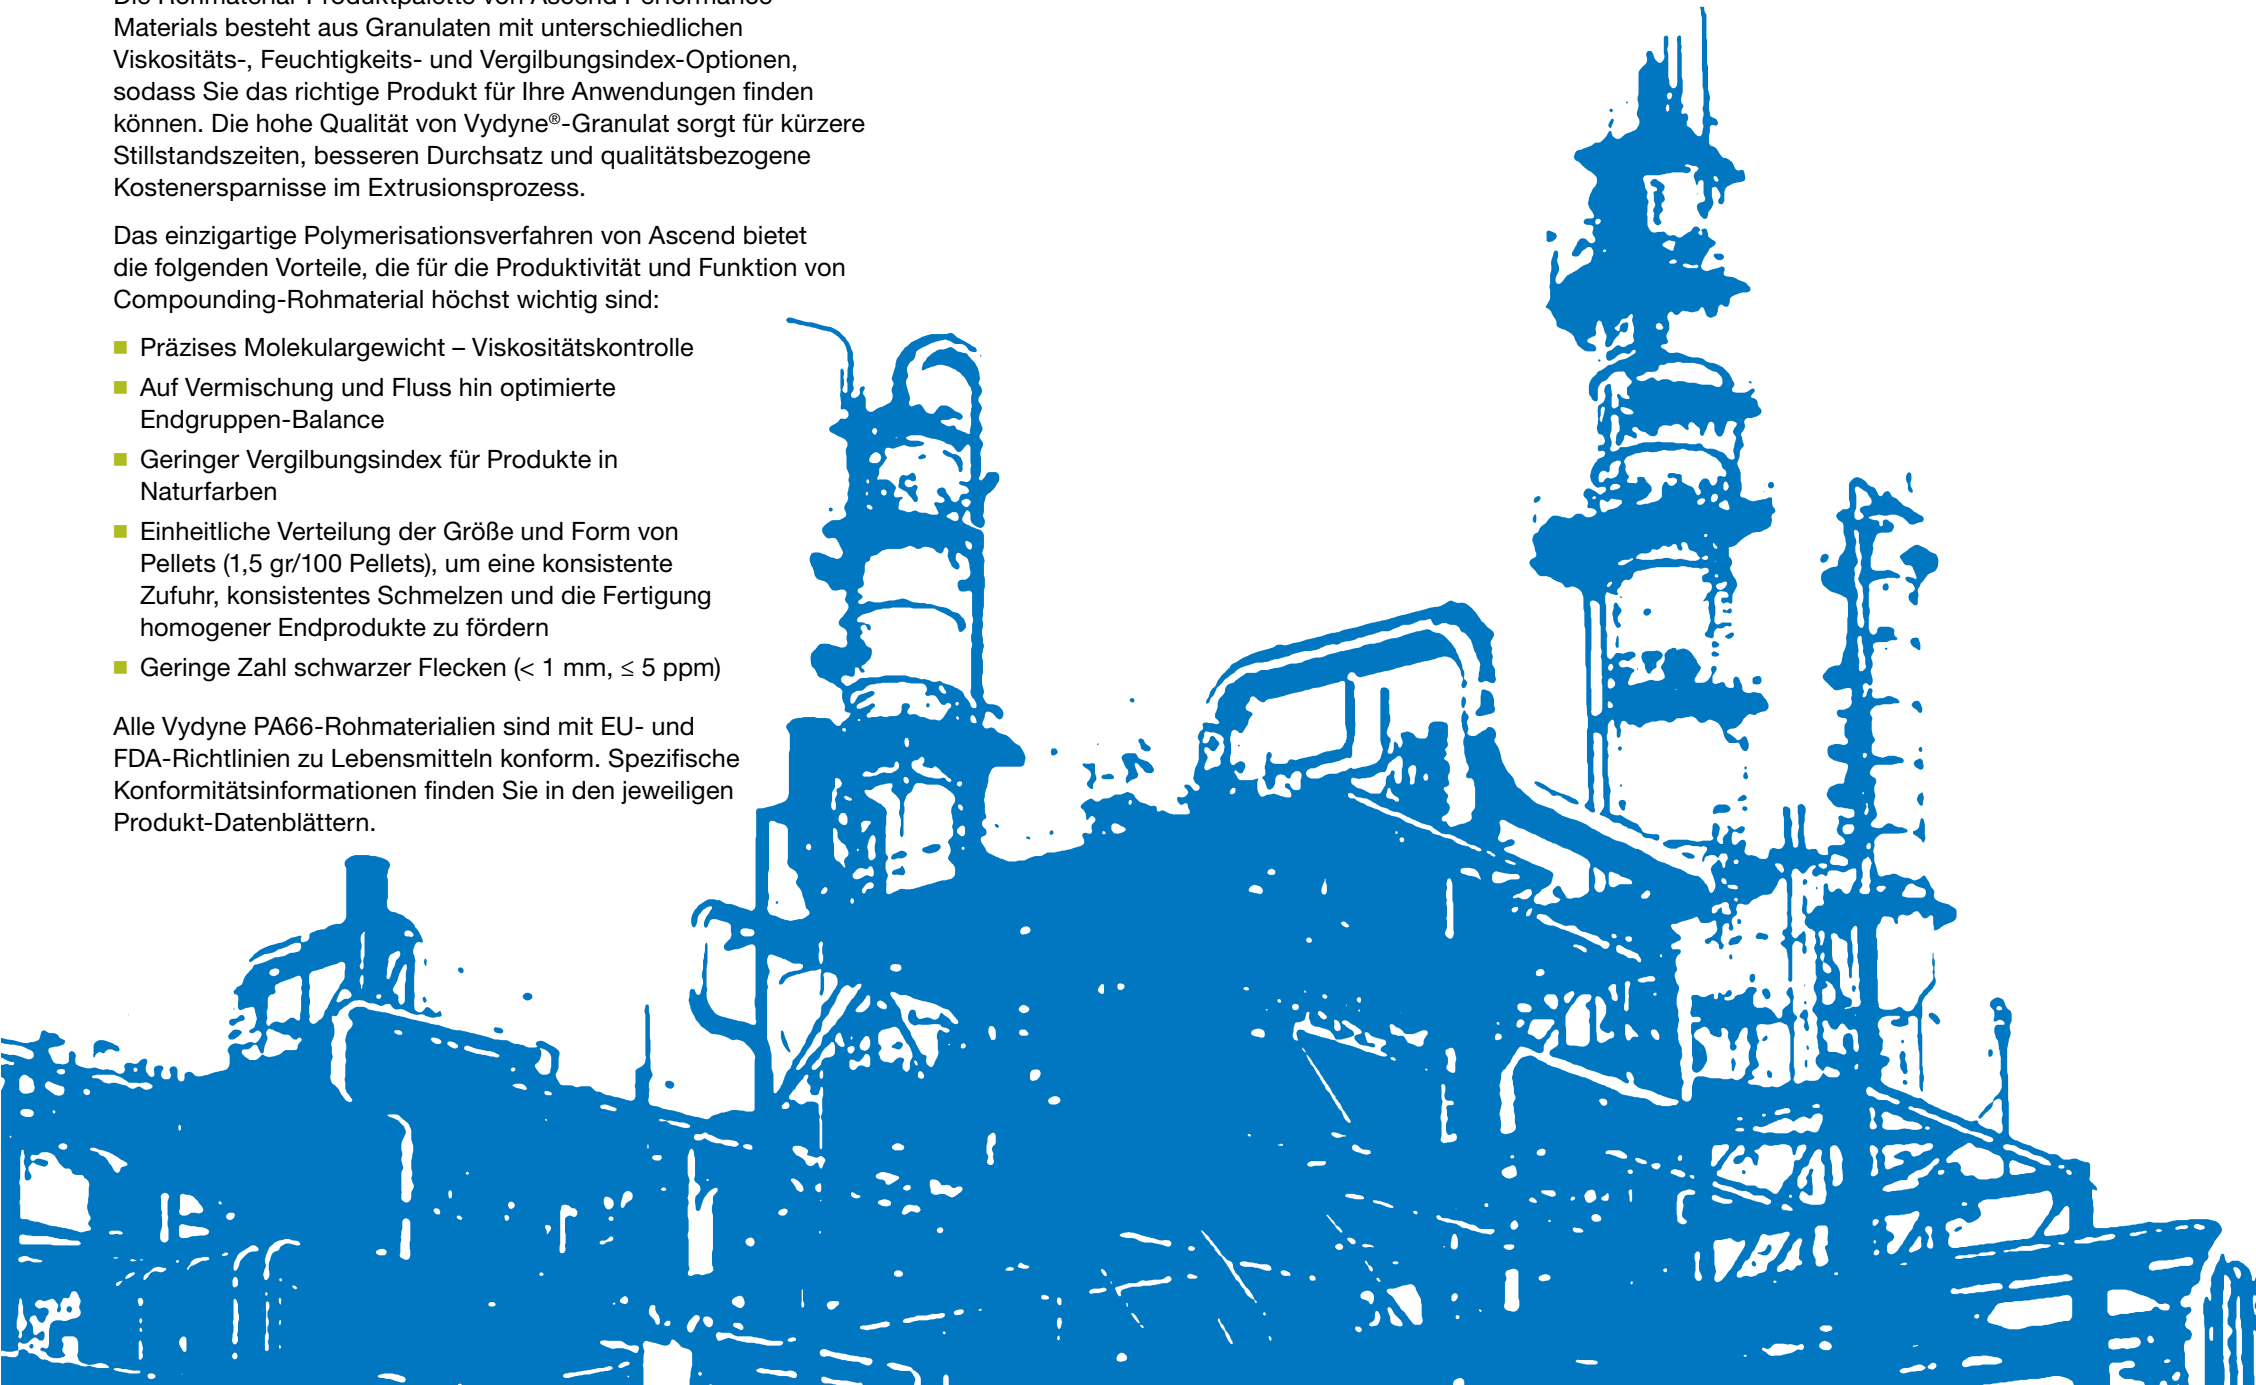 Die Rohmaterial-Produktpalette von Ascend Performance
Materials besteht aus Granulaten mit unterschiedlichen
Viskositäts-, Feuchtigkeits- und Vergilbungsindex-Optionen,
sodass Sie das richtige Produkt für Ihre Anwendungen finden
können. Die hohe Qualität von Vydyne®-Granulat sorgt für kürzere
Stillstandszeiten, besseren Durchsatz und qualitätsbezogene
Kostenersparnisse im Extrusionsprozess.
Das einzigartige Polymerisationsverfahren von Ascend bietet
die folgenden Vorteile, die für die Produktivität und Funktion von
Compounding-Rohmaterial höchst wichtig sind:
■ Präzises Molekulargewicht – Viskositätskontrolle
■ Auf Vermischung und Fluss hin optimierte
Endgruppen-Balance
■ Geringer Vergilbungsindex für Produkte in
Naturfarben
■ Einheitliche Verteilung der Größe und Form von
Pellets (1,5 gr/100 Pellets), um eine konsistente
Zufuhr, konsistentes Schmelzen und die Fertigung
homogener Endprodukte zu fördern
■ Geringe Zahl schwarzer Flecken (< 1 mm, ≤ 5 ppm)
Alle Vydyne PA66-Rohmaterialien sind mit EU- und
FDA-Richtlinien zu Lebensmitteln konform. Spezifische
Konformitätsinformationen finden Sie in den jeweiligen
Produkt-Datenblättern.